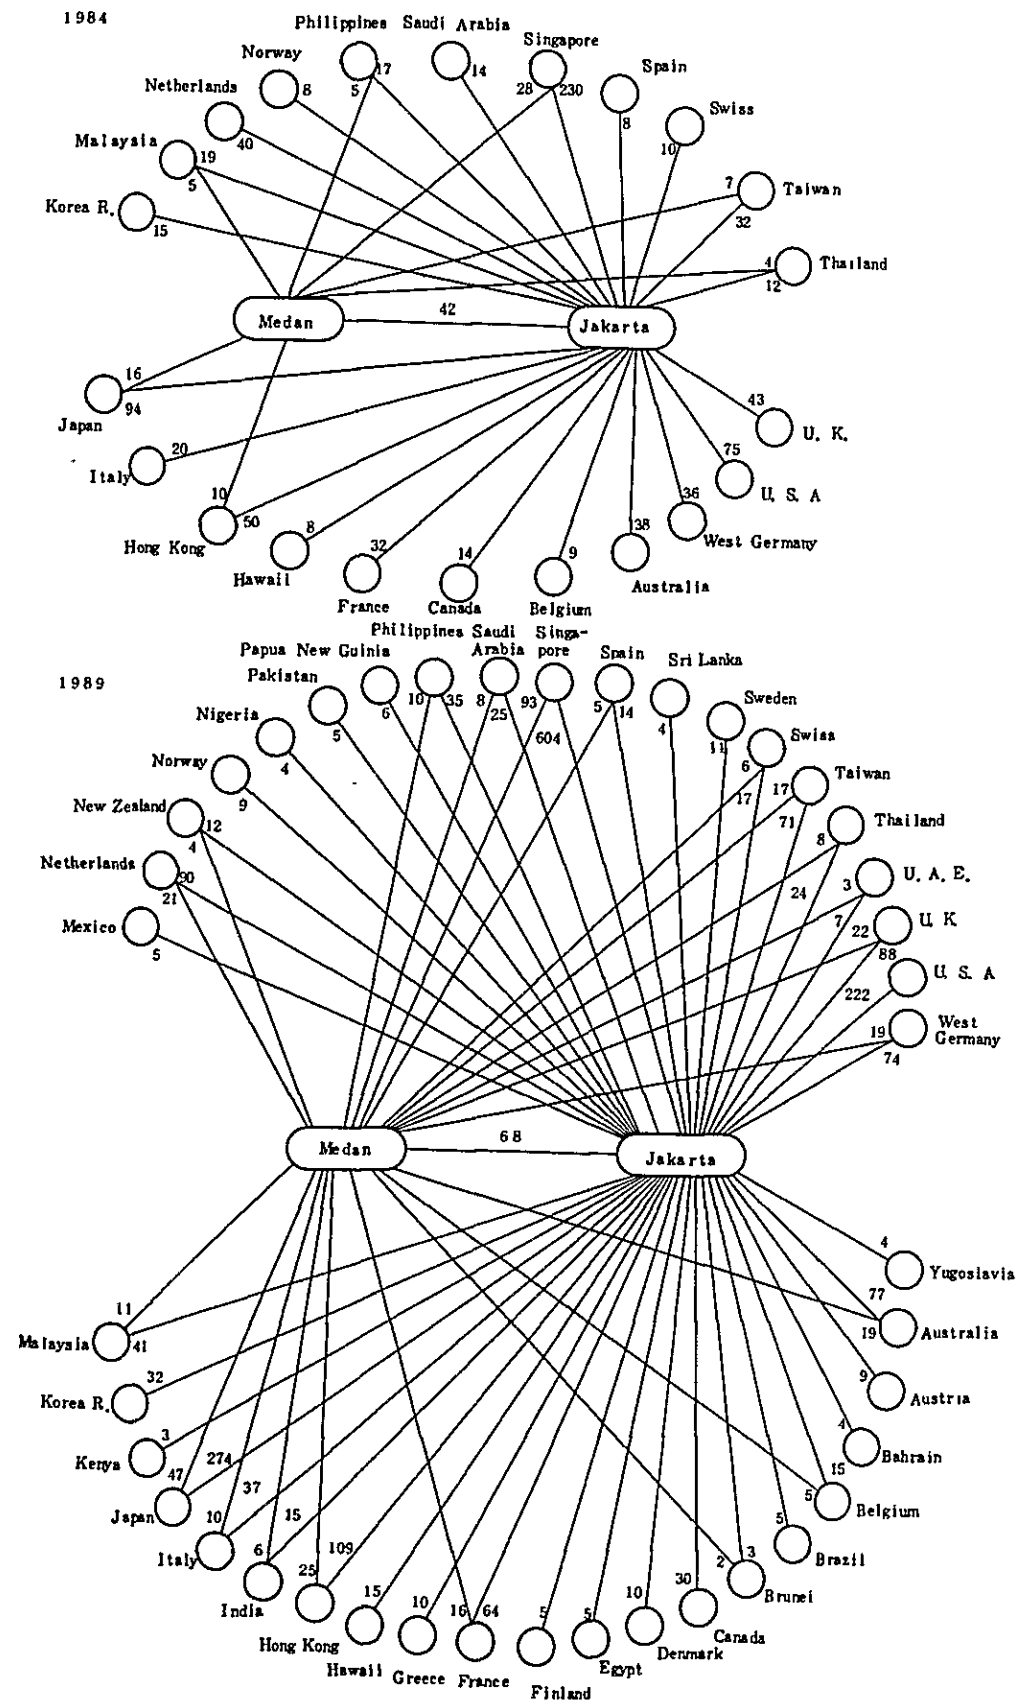 1984
Philippines Saudi Arabia
Singapore
Norway
Spain
17
14
5
28 230
Netherlands
8
Swiss
8
40
10
Malaysia
19
5
7
Taiwan
Korea R.
15
32
4
Thailand
12
42
Medan
Jakarta
16
94
Japan
43
U. K.
20
Italy
75
U. S. A
10
50
36
Hong Kong
8
38
West Germany
32
14
9
Hawaii
Australia
France
Canada
Belgium
1989
Philippines Saudi Arabia
Singa-pore
Papua New Guinia
Spain
Sri Lanka
Pakistan
10
35
8
25
93
604
5
14
6
4
Sweden
Nigeria
5
11
Swiss
4
6
17
Norway
9
17
71
Taiwan
New Zealand
12
4
8
24
Thailand
Netherlands
90
21
3
7
U. A. E.
Mexico
5
22
88
U. K
222
U. S. A
19
74
West Germany
68
Medan
Jakarta
4
Yugoslavia
77
19
Australia
11
41
Malaysia
9
Austria
32
Korea R.
4
Bahrain
3
Kenya
15
5
Belgium
47
274
Japan
5
Brazil
10
37
Italy
2
3
Brunei
6
15
India
30
Canada
25
109
Hong Kong
10
Denmark
15
Hawaii
5
Egypt
10
Greece
16
64
France
5
Finland